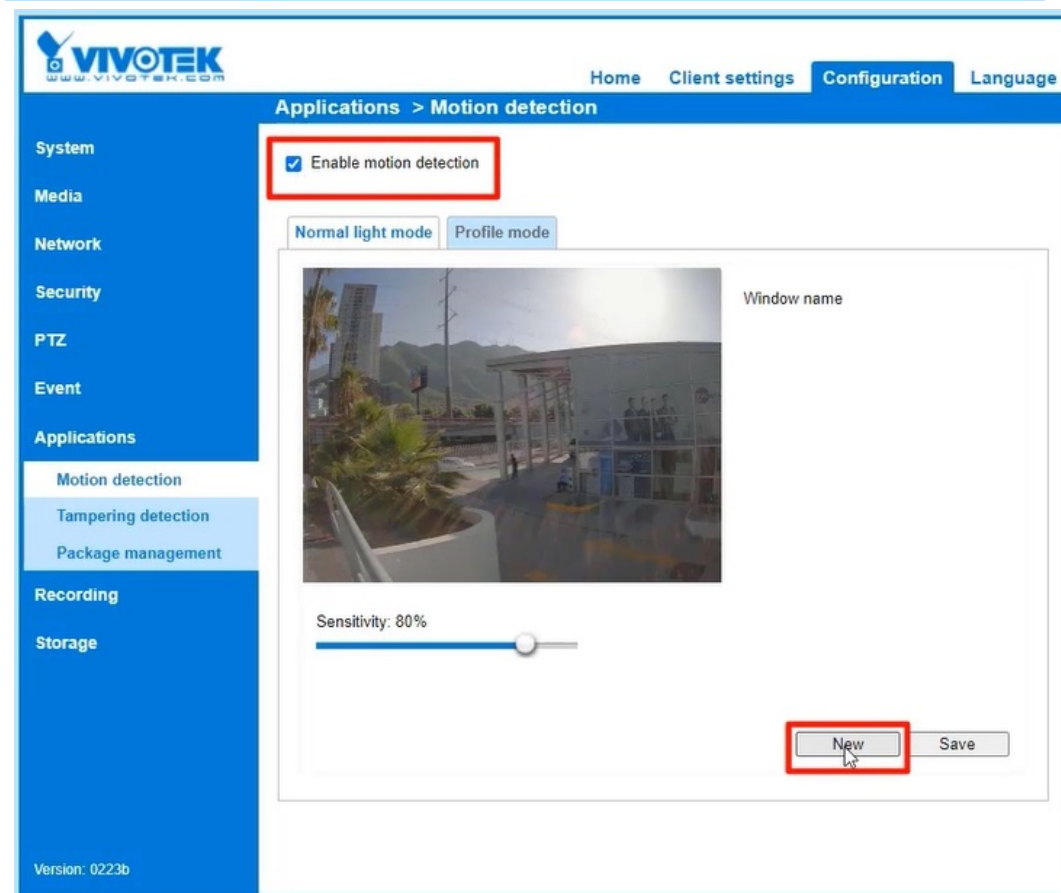 VIVOTEK
www.vivotek.com
Home Client settings Configuration Language
Applications > Motion detection
System
Media
Network
Security
PTZ
Event
Applications
Motion detection
Tampering detection
Package management
Recording
Storage
Version: 0223b
Enable motion detection
Normal light mode Profile mode
Window name
Sensitivity: 80%
New Save